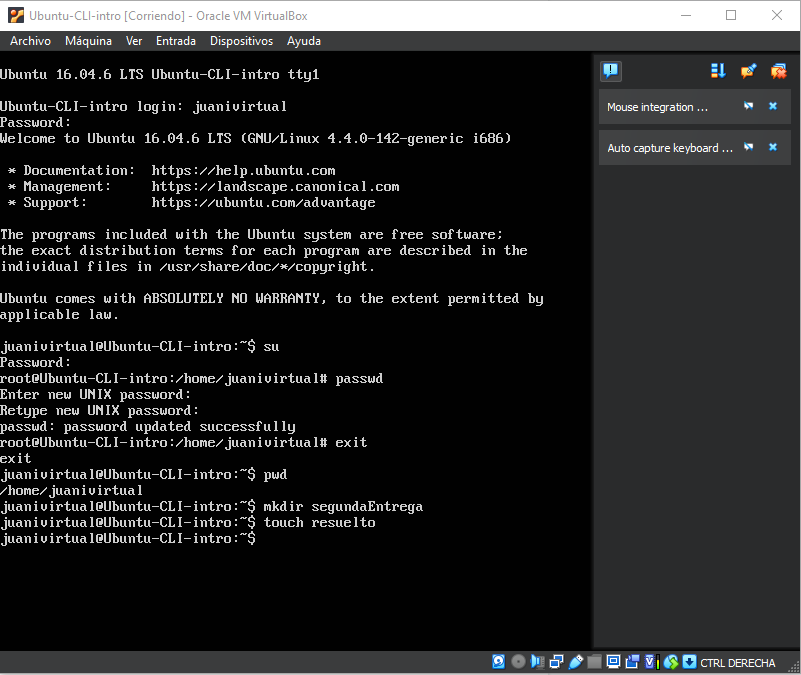 Ubuntu-CLI-intro [Corriendo] - Oracle VM VirtualBox
Archivo Máquina Ver Entrada Dispositivos Ayuda
Ubuntu 16.04.6 LTS Ubuntu-CLI-intro tty1
Ubuntu-CLI-intro login: juanivirtual
Password:
Welcome to Ubuntu 16.04.6 LTS (GNU/Linux 4.4.0-142-generic i686)
* Documentation:  https://help.ubuntu.com
* Management:     https://landscape.canonical.com
* Support:        https://ubuntu.com/advantage
The programs included with the Ubuntu system are free software;
the exact distribution terms for each program are described in the
individual files in /usr/share/doc/*/copyright.
Ubuntu comes with ABSOLUTELY NO WARRANTY, to the extent permitted by
applicable law.
juanivirtual@Ubuntu-CLI-intro:~$ su
Password:
root@Ubuntu-CLI-intro:/home/juanivirtual# passwd
Enter new UNIX password:
Retype new UNIX password:
passwd: password updated successfully
root@Ubuntu-CLI-intro:/home/juanivirtual# exit
exit
juanivirtual@Ubuntu-CLI-intro:~$ pwd
/home/juanivirtual
juanivirtual@Ubuntu-CLI-intro:~$ mkdir segundaEntrega
juanivirtual@Ubuntu-CLI-intro:~$ touch resuelto
juanivirtual@Ubuntu-CLI-intro:~$
Mouse integration ...
Auto capture keyboard ...
CTRL DERECHA